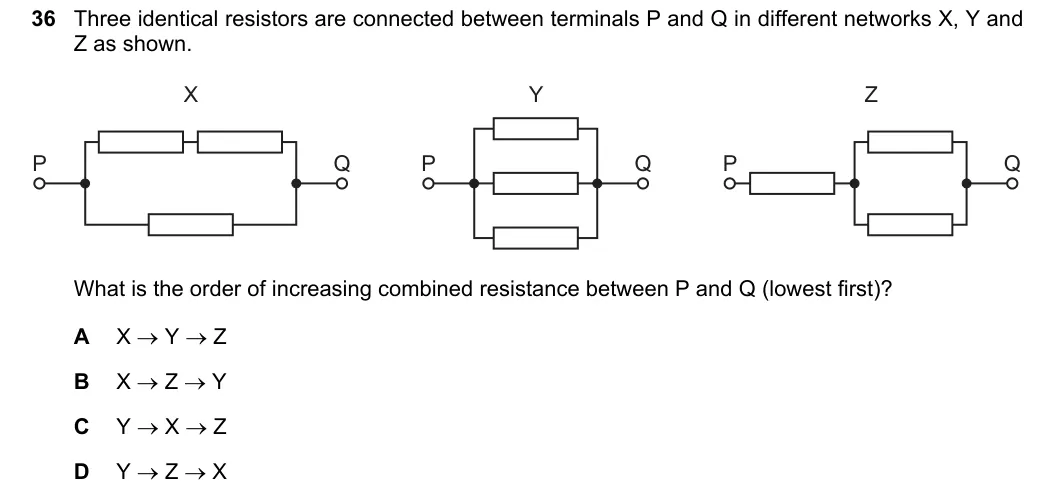 36 Three identical resistors are connected between terminals P and Q in different networks X, Y and
Z as shown.
X Y Z
P Q P Q P Q
What is the order of increasing combined resistance between P and Q (lowest first)?
A X → Y → Z
B X → Z → Y
C Y → X → Z
D Y → Z → X